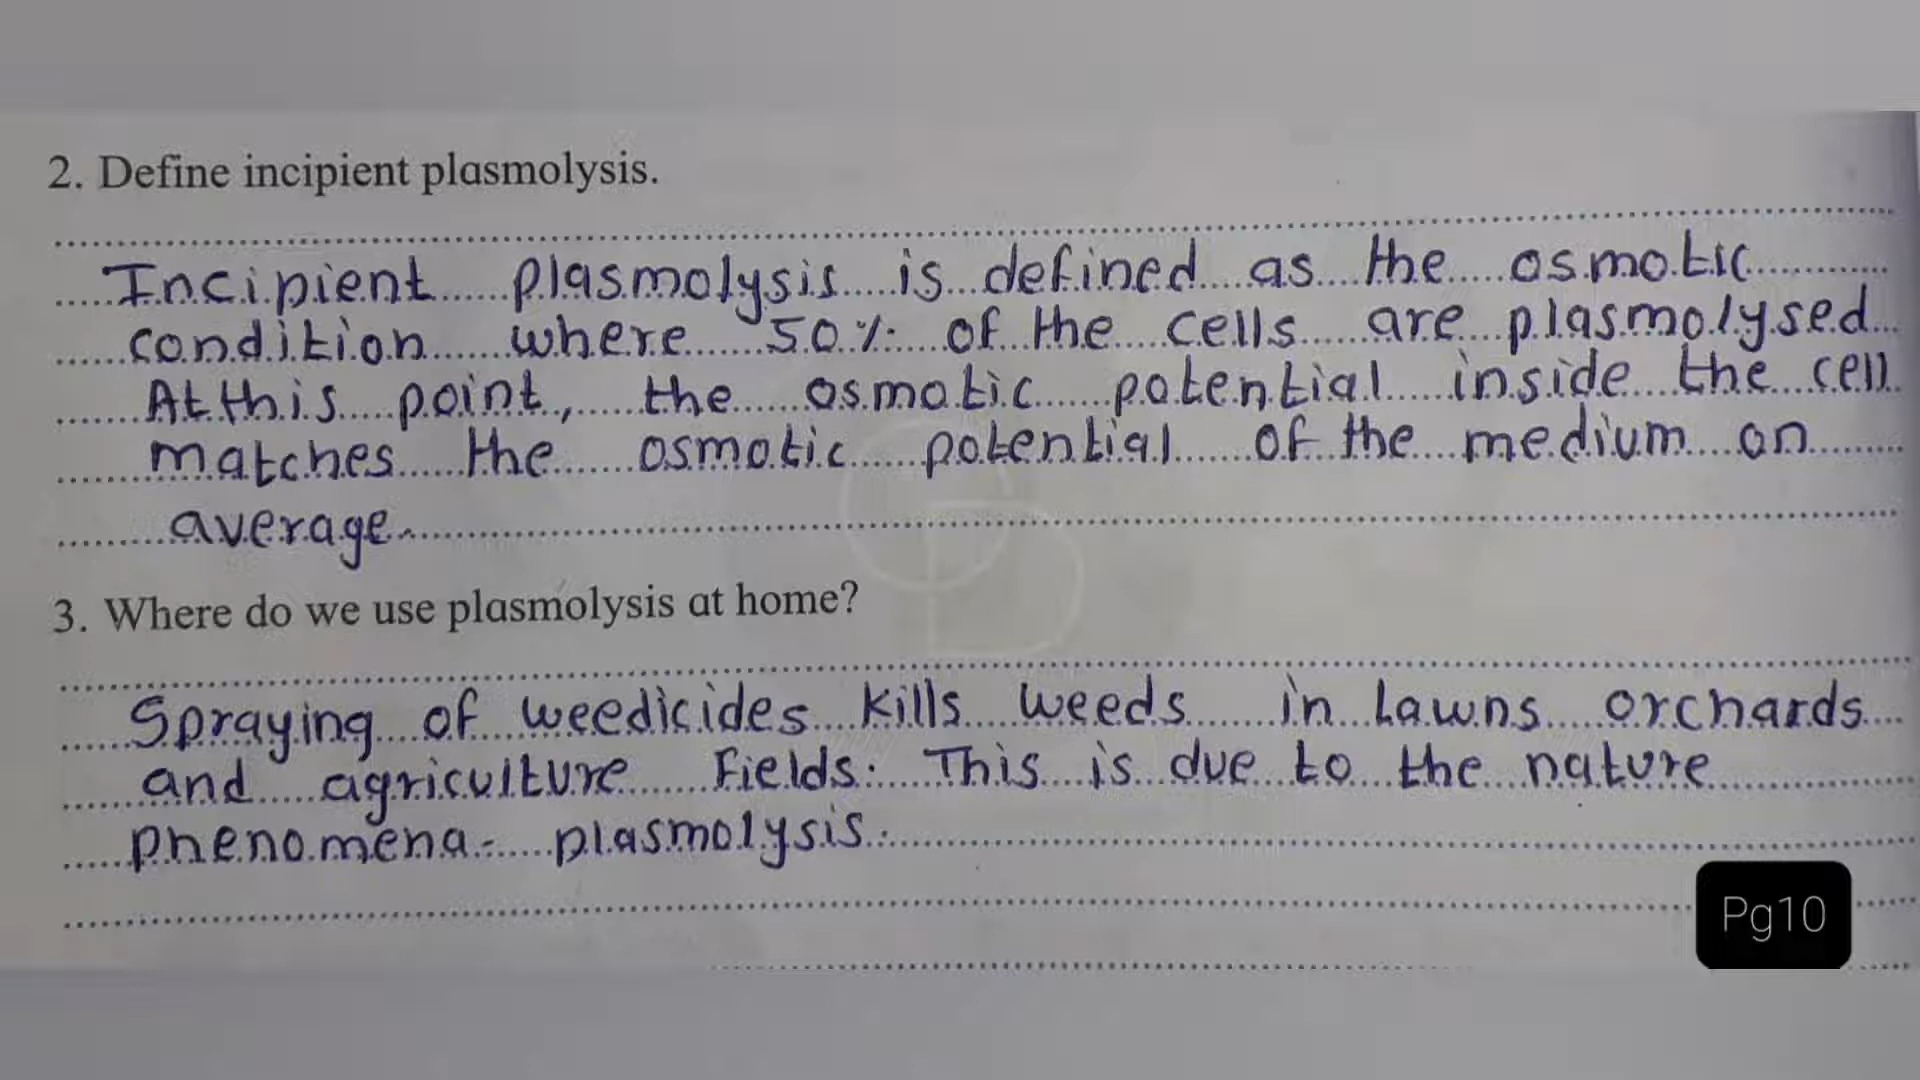 2. Define incipient plasmolysis.
Incipient plasmolysis is defined as the osmotic
condition where 50% of the cells are plasmolysed
At this point, the osmotic potential inside the cell
matches the osmotic potential of the medium on
average.
3. Where do we use plasmolysis at home?
Spraying of weedicides kills weeds in Lawns orchards
and agriculture Fields. This is due to the nature
phenomena - plasmolysis.
Pg10